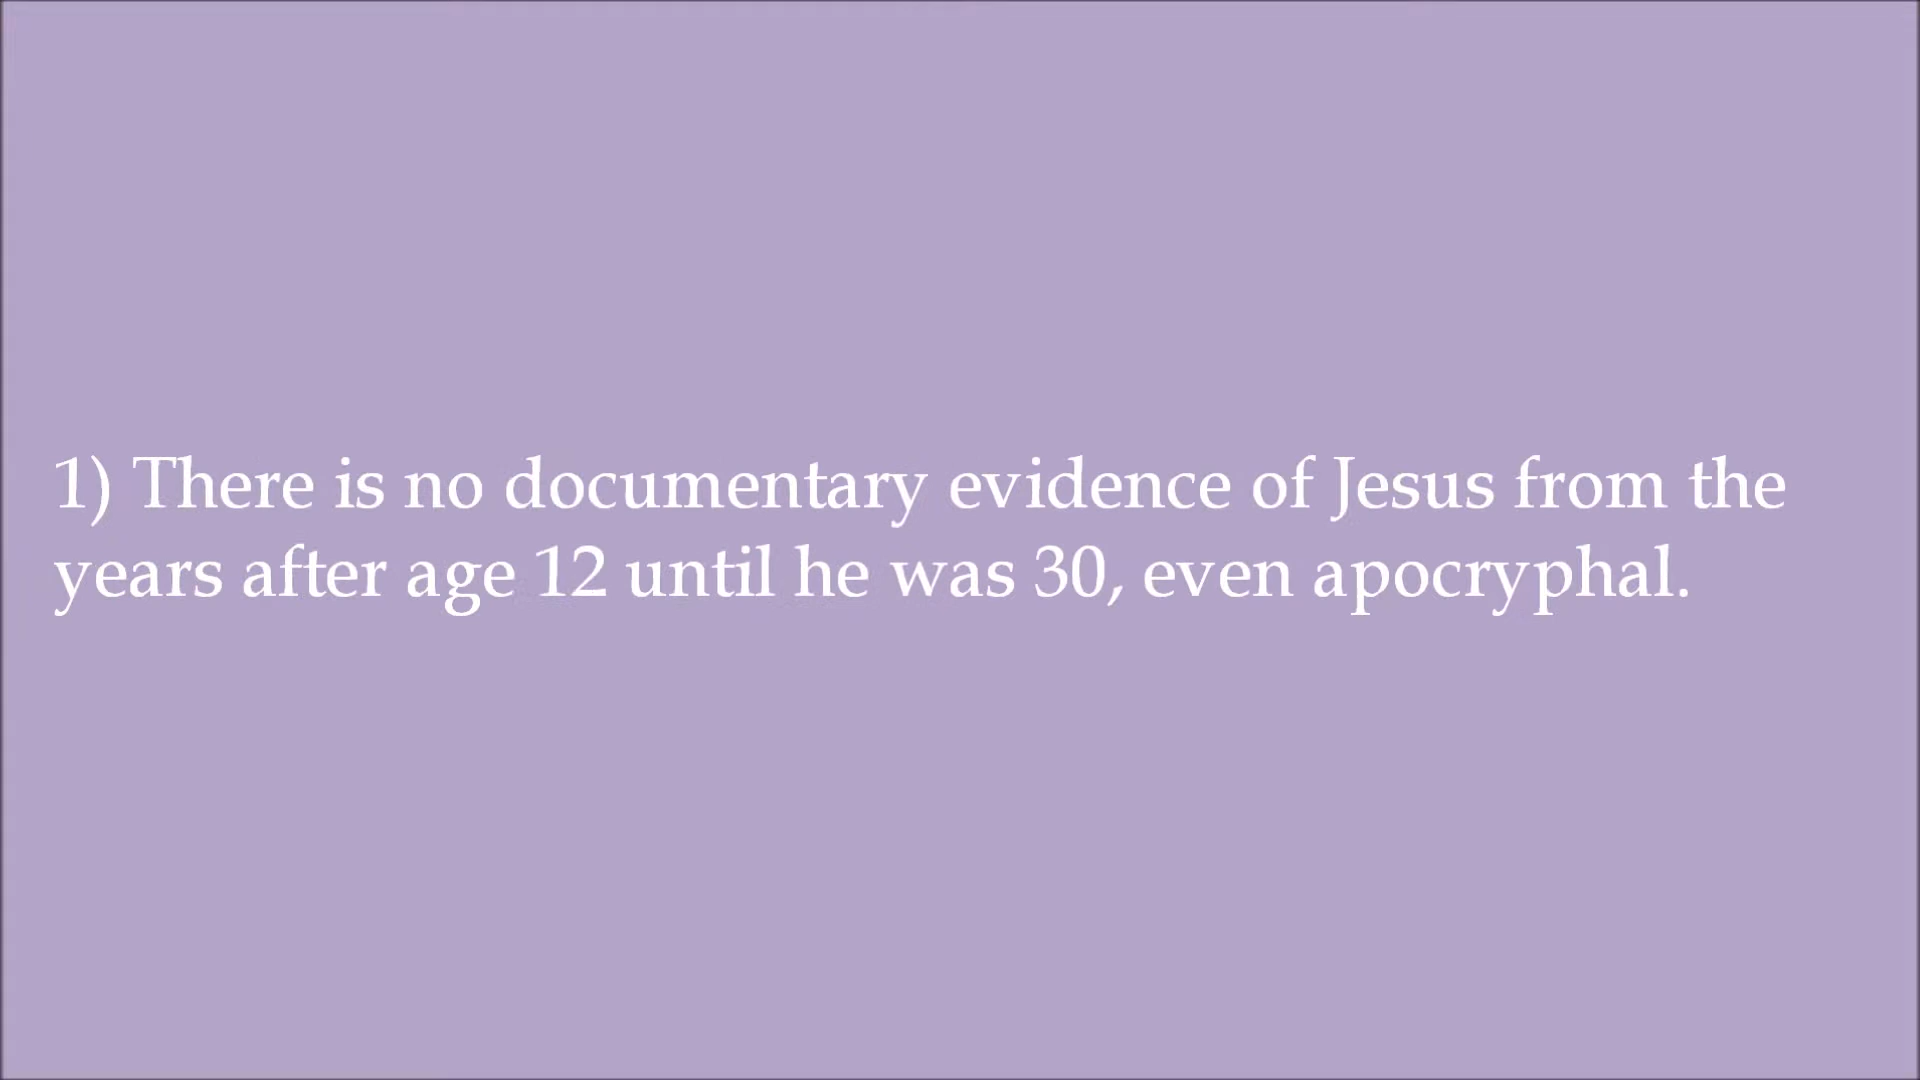 1) There is no documentary evidence of Jesus from the
years after age 12 until he was 30, even apocryphal.